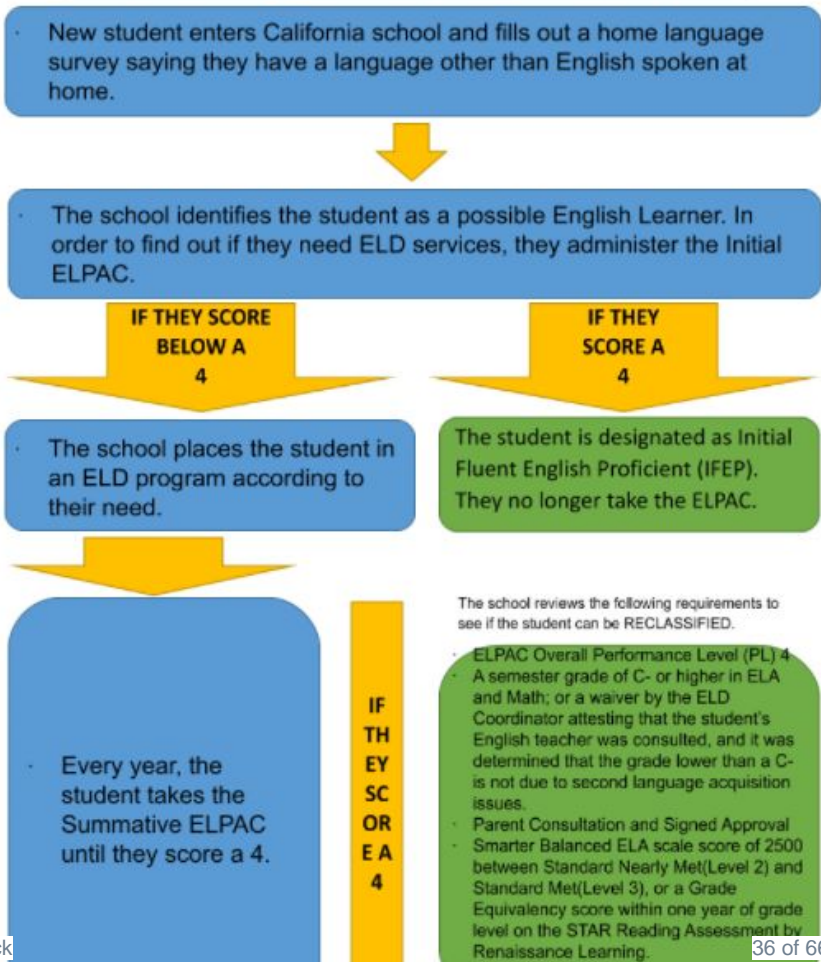 · New student enters California school and fills out a home language
survey saying they have a language other than English spoken at
home.
· The school identifies the student as a possible English Learner. In
order to find out if they need ELD services, they administer the Initial
ELPAC.
IF THEY SCORE
BELOW A
4
IF THEY
SCORE A
4
· The school places the student in
an ELD program according to
their need.
The student is designated as Initial
Fluent English Proficient (IFEP).
They no longer take the ELPAC.
· Every year, the
student takes the
Summative ELPAC
until they score a 4.
IF
TH
EY
SC
OR
E A
4
The school reviews the following requirements to
see if the student can be RECLASSIFIED.
· ELPAC Overall Performance Level (PL) 4
· A semester grade of C- or higher in ELA
and Math; or a waiver by the ELD
Coordinator attesting that the student's
English teacher was consulted, and it was
determined that the grade lower than a C-
is not due to second language acquisition
issues.
· Parent Consultation and Signed Approval
· Smarter Balanced ELA scale score of 2500
between Standard Nearly Met(Level 2) and
Standard Met(Level 3), or a Grade
Equivalency score within one year of grade
level on the STAR Reading Assessment by
Renaissance Learning.
36 of 66